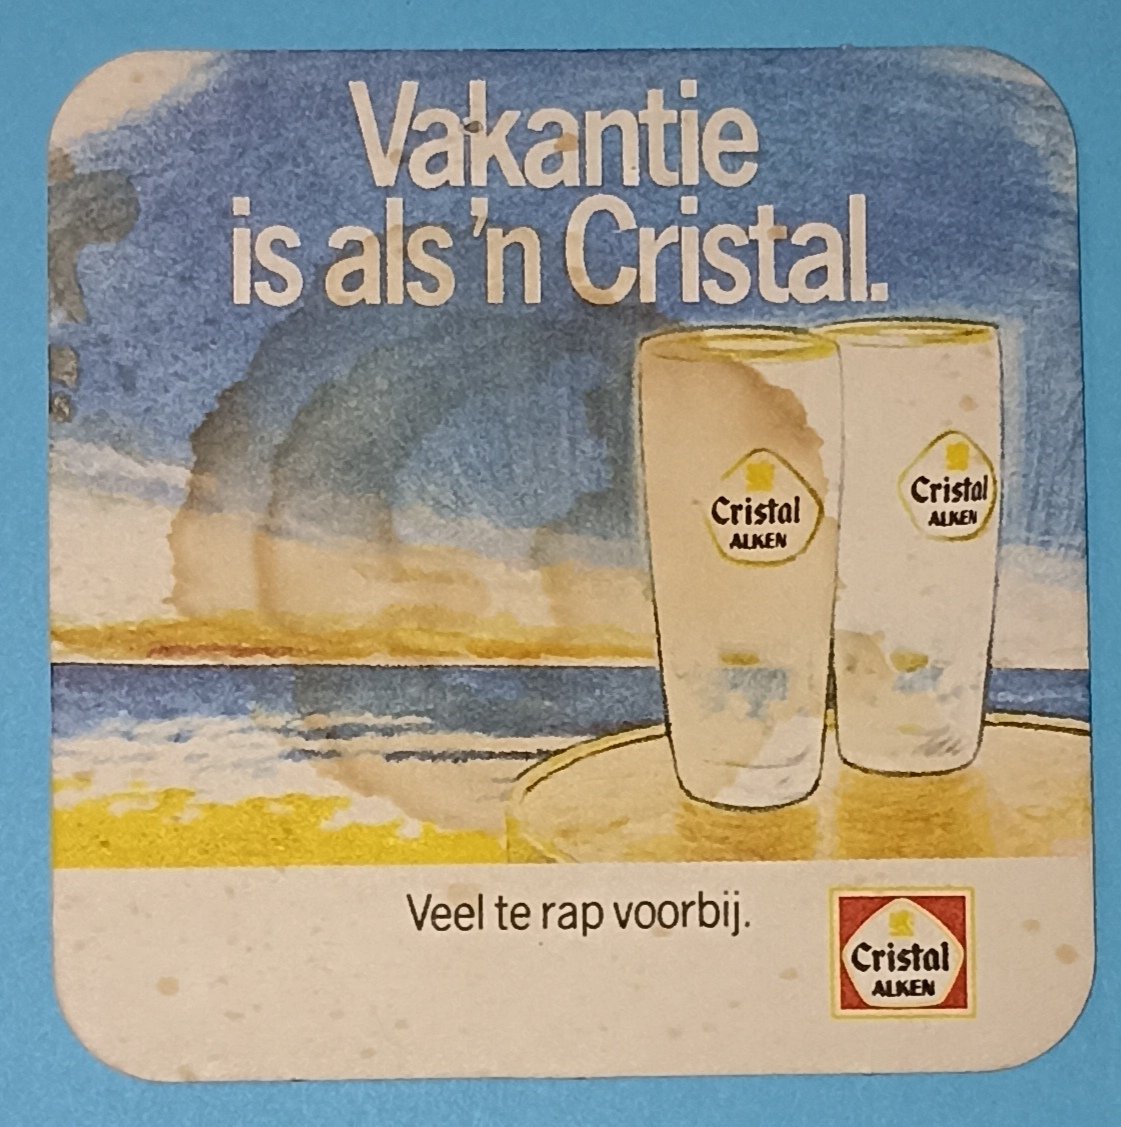 Vakantie
is als 'n Cristal.
Cristal
ALKEN
Cristal
ALKEN
Veel te rap voorbij.
Cristal
ALKEN